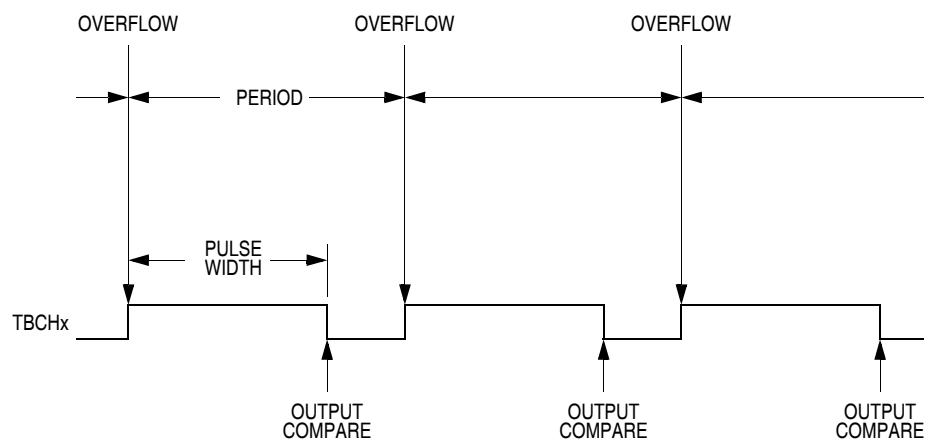 OVERFLOW
OVERFLOW
OVERFLOW
PERIOD
PULSE
WIDTH
TBCHx
OUTPUT
COMPARE
OUTPUT
COMPARE
OUTPUT
COMPARE